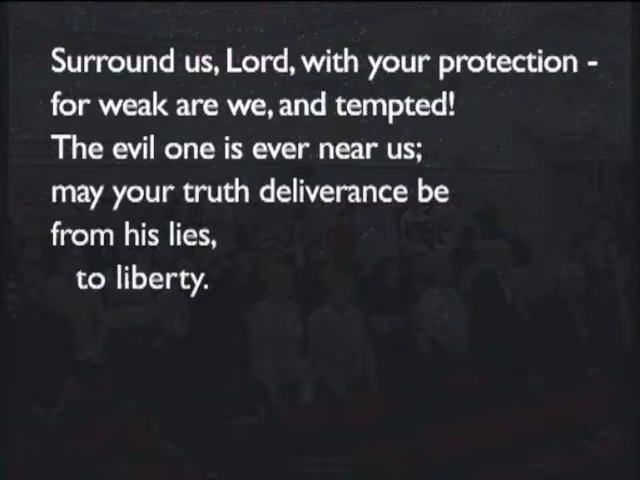 Surround us, Lord, with your protection -
for weak are we, and tempted!
The evil one is ever near us;
may your truth deliverance be
from his lies,
to liberty.